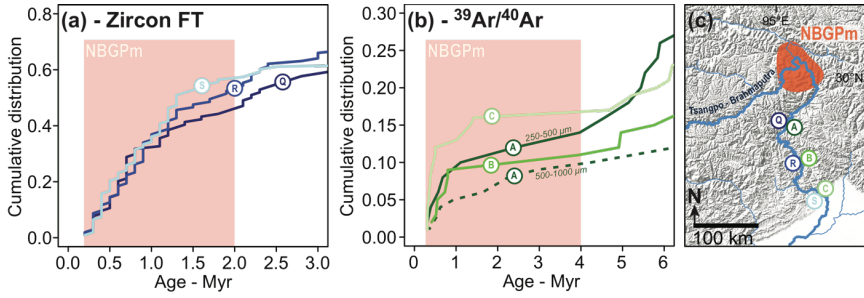 (a) - Zircon FT
NBGPm
S
R
Q
Cumulative distribution
0.8
0.6
0.4
0.2
0.0
0.0 0.5 1.0 1.5 2.0 2.5 3.0
Age - Myr
(b) - ³⁹Ar/⁴⁰Ar
NBGPm
C
250-500 µm
A
B
500-1000 µm
A
Cumulative distribution
0.30
0.25
0.20
0.15
0.10
0.05
0.00
0 1 2 3 4 5 6
Age - Myr
(c)
95°E
NBGPm
30°N
Tsangpo - Brahmaputra
Q
A
R
B
C
S
N
100 km